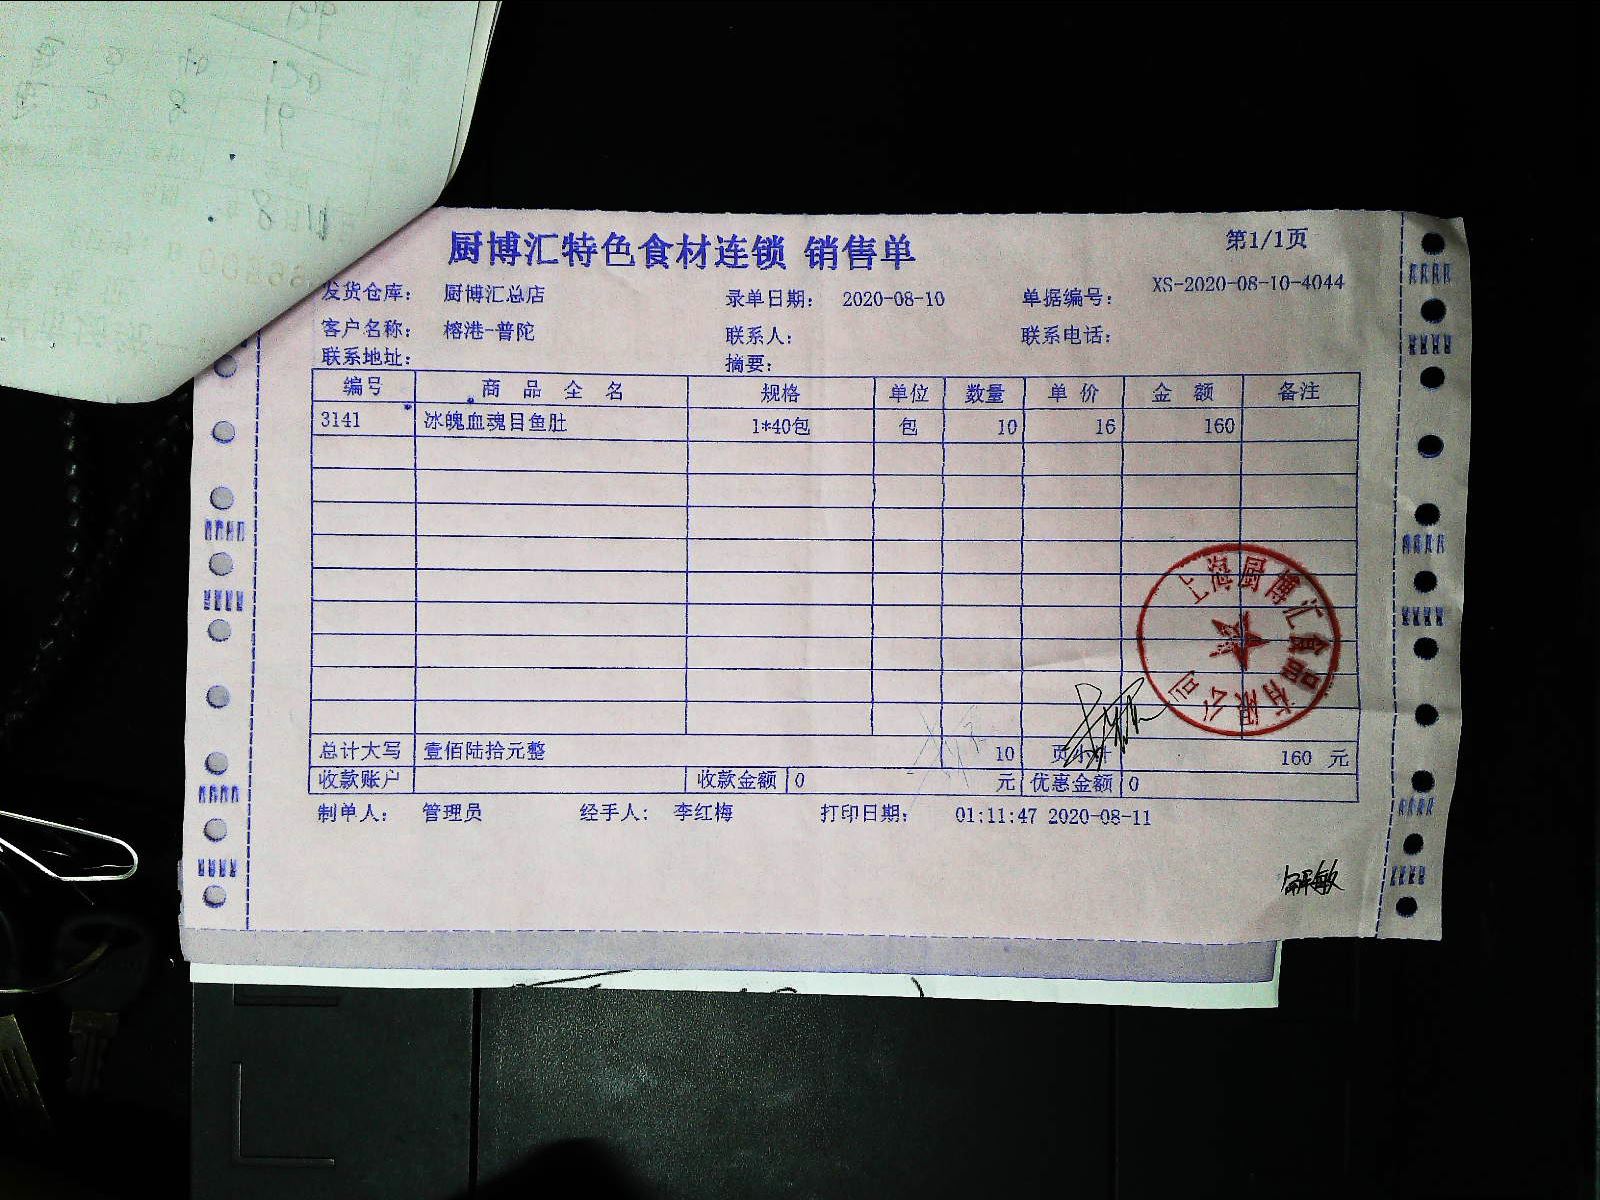 厨博汇特色食材连锁 销售单
第1/1页
发货仓库： 厨博汇总店 录单日期： 2020-08-10 单据编号： XS-2020-08-10-4044
客户名称： 榕港-普陀 联系人： 联系电话：
联系地址： 摘要：
编号 商 品 全 名 规格 单位 数量 单 价 金 额 备注
3141 冰魄血魂目鱼肚 1*40包 包 10 16 160
上海厨博汇食品有限公司
总计大写 壹佰陆拾元整 10 页小计 160 元
收款账户 收款金额 0 元 优惠金额 0
制单人： 管理员 经手人： 李红梅 打印日期： 01:11:47 2020-08-11